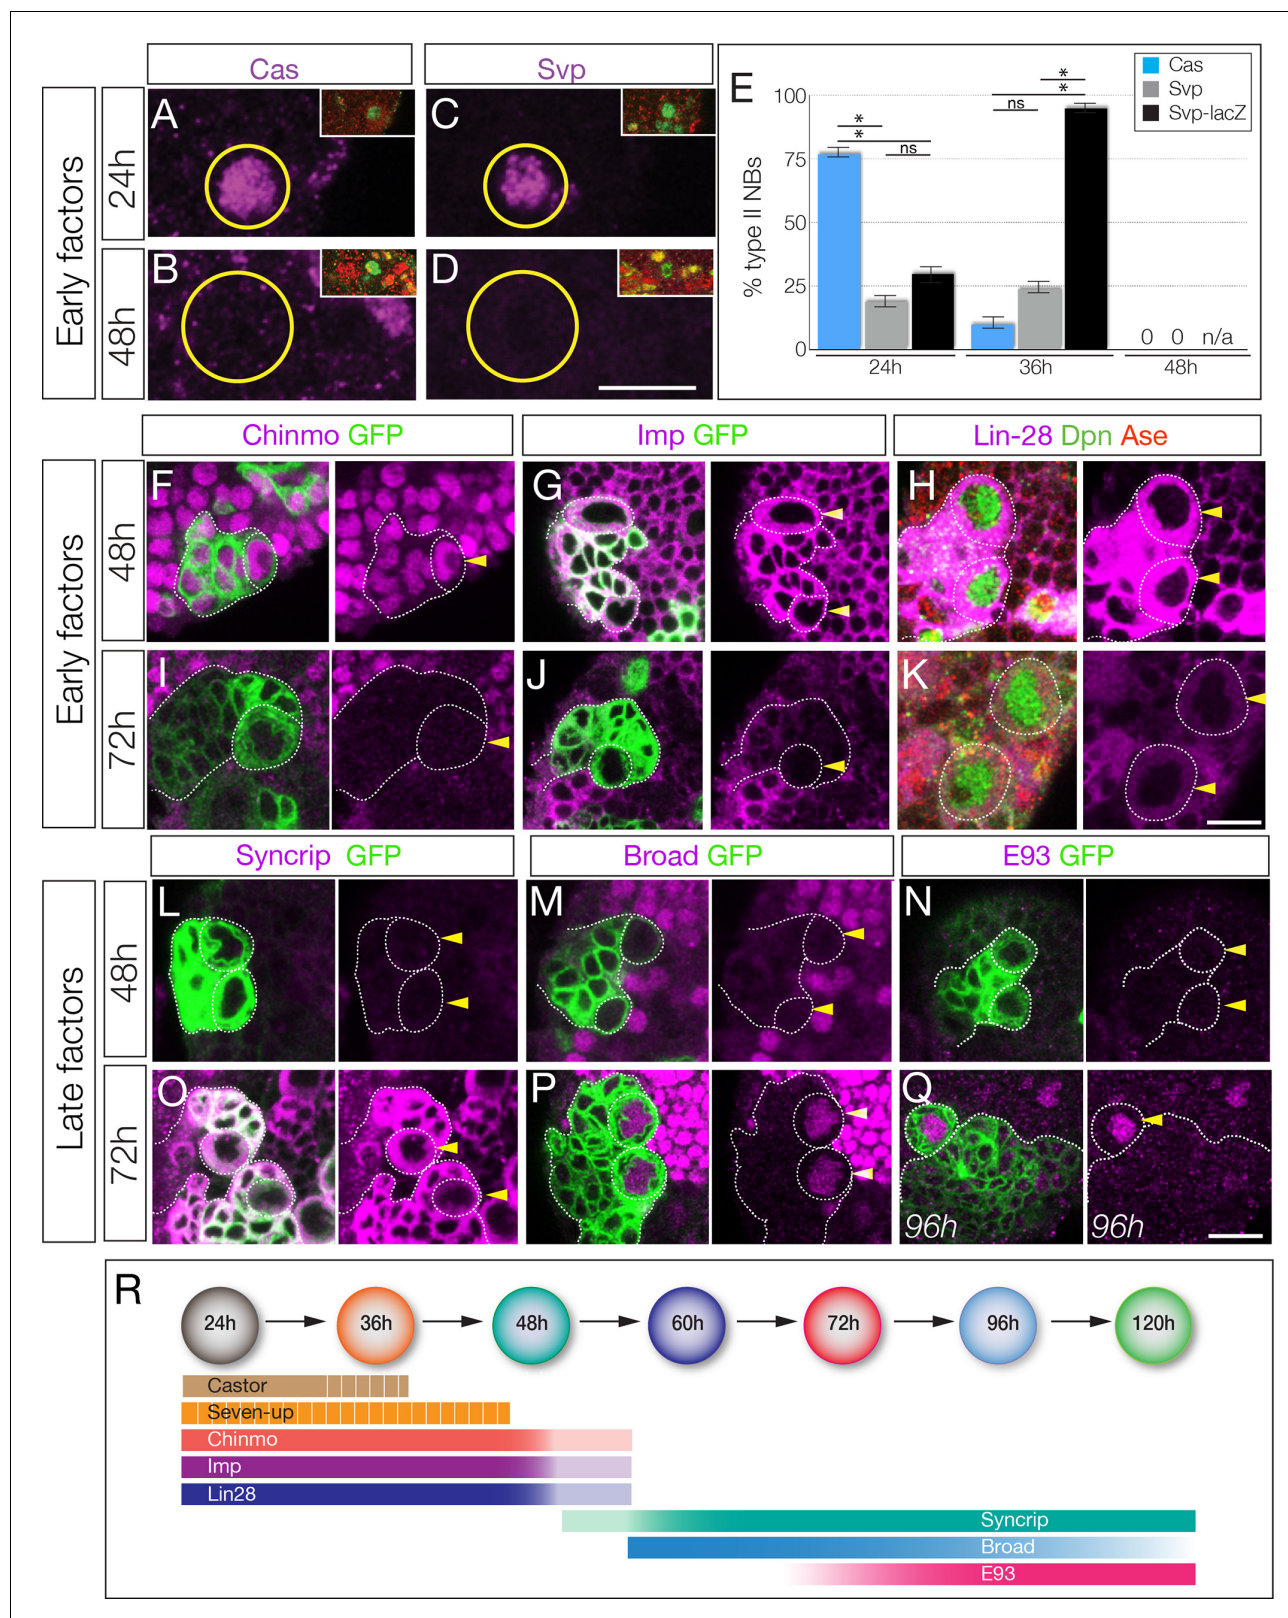 Cas
Svp
Early factors
24h
48h
A
C
B
D
E
Cas
Svp
Svp-lacZ
% type II NBs
100
75
50
25
0
*
*
ns
*
*
ns
0 0 n/a
24h 36h 48h
Chinmo GFP
Imp GFP
Lin-28 Dpn Ase
Early factors
48h
72h
F
G
H
I
J
K
Syncrip GFP
Broad GFP
E93 GFP
Late factors
48h
72h
L
M
N
O
P
Q
96h
96h
R
24h
36h
48h
60h
72h
96h
120h
Castor
Seven-up
Chinmo
Imp
Lin28
Syncrip
Broad
E93